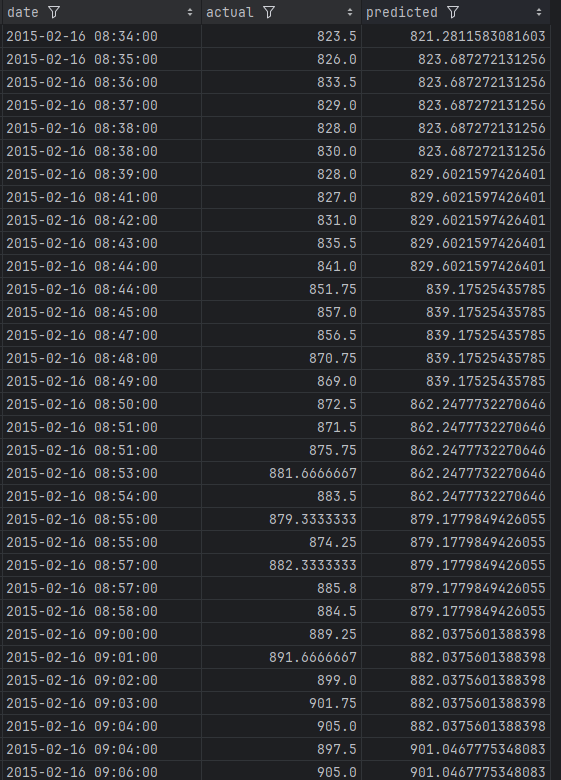 date actual predicted
2015-02-16 08:34:00 823.5 821.2811583081603
2015-02-16 08:35:00 826.0 823.687272131256
2015-02-16 08:36:00 833.5 823.687272131256
2015-02-16 08:37:00 829.0 823.687272131256
2015-02-16 08:38:00 828.0 823.687272131256
2015-02-16 08:38:00 830.0 823.687272131256
2015-02-16 08:39:00 828.0 829.6021597426401
2015-02-16 08:41:00 827.0 829.6021597426401
2015-02-16 08:42:00 831.0 829.6021597426401
2015-02-16 08:43:00 835.5 829.6021597426401
2015-02-16 08:44:00 841.0 829.6021597426401
2015-02-16 08:44:00 851.75 839.17525435785
2015-02-16 08:45:00 857.0 839.17525435785
2015-02-16 08:47:00 856.5 839.17525435785
2015-02-16 08:48:00 870.75 839.17525435785
2015-02-16 08:49:00 869.0 839.17525435785
2015-02-16 08:50:00 872.5 862.2477732270646
2015-02-16 08:51:00 871.5 862.2477732270646
2015-02-16 08:51:00 875.75 862.2477732270646
2015-02-16 08:53:00 881.6666667 862.2477732270646
2015-02-16 08:54:00 883.5 862.2477732270646
2015-02-16 08:55:00 879.3333333 879.1779849426055
2015-02-16 08:55:00 874.25 879.1779849426055
2015-02-16 08:57:00 882.3333333 879.1779849426055
2015-02-16 08:57:00 885.8 879.1779849426055
2015-02-16 08:58:00 884.5 879.1779849426055
2015-02-16 09:00:00 889.25 882.0375601388398
2015-02-16 09:01:00 891.6666667 882.0375601388398
2015-02-16 09:02:00 899.0 882.0375601388398
2015-02-16 09:03:00 901.75 882.0375601388398
2015-02-16 09:04:00 905.0 882.0375601388398
2015-02-16 09:04:00 897.5 901.0467775348083
2015-02-16 09:06:00 905.0 901.0467775348083